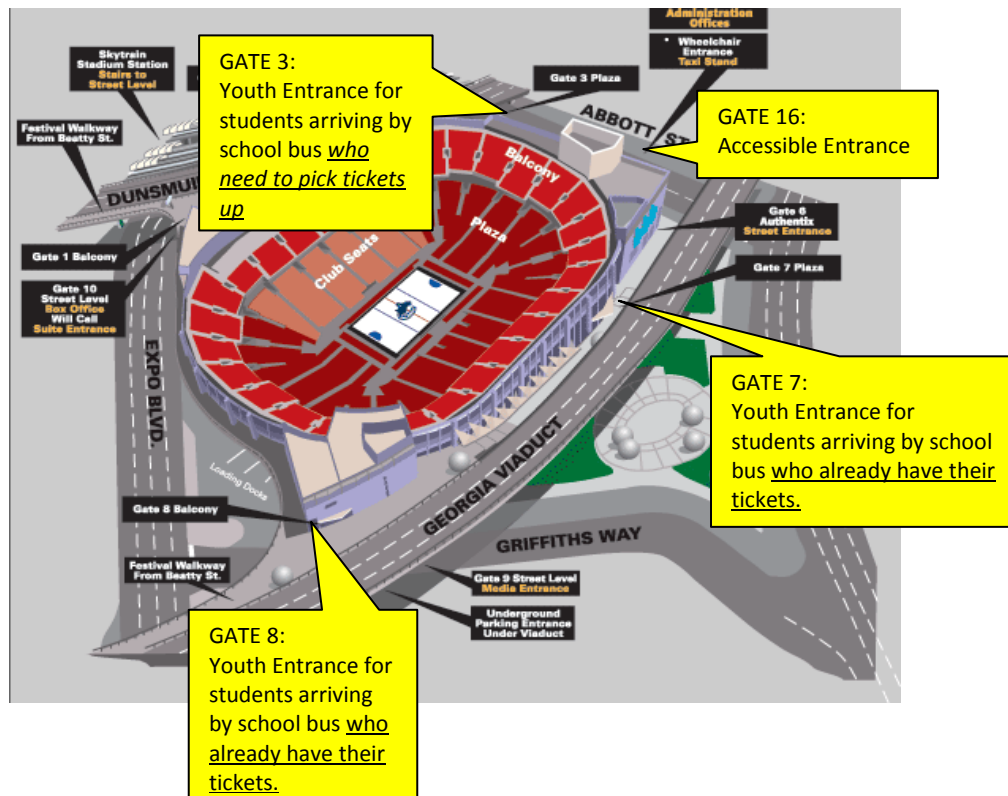 Administration
Offices
* Wheelchair
Entrance
Taxi Stand
Skytrain
Stadium Station
Stairs to
Street Level
GATE 3:
Youth Entrance for
students arriving by
school bus who
need to pick tickets
up
Gate 3 Plaza
ABBOTT ST
GATE 16:
Accessible Entrance
Festival Walkway
From Beatty St.
DUNSMUI
Balcony
Plaza
Club Seats
Gate 6
Authentix
Street Entrance
Gate 1 Balcony
Gate 7 Plaza
Gate 10
Street Level
Box Office
Will Call
Suite Entrance
EXPO BLVD.
GATE 7:
Youth Entrance for
students arriving by school
bus who already have their
tickets.
Loading Docks
GEORGIA VIADUCT
Gate 8 Balcony
GRIFFITHS WAY
Festival Walkway
From Beatty St.
Gate 9 Street Level
Media Entrance
Underground
Parking Entrance
Under Viaduct
GATE 8:
Youth Entrance for
students arriving
by school bus who
already have their
tickets.